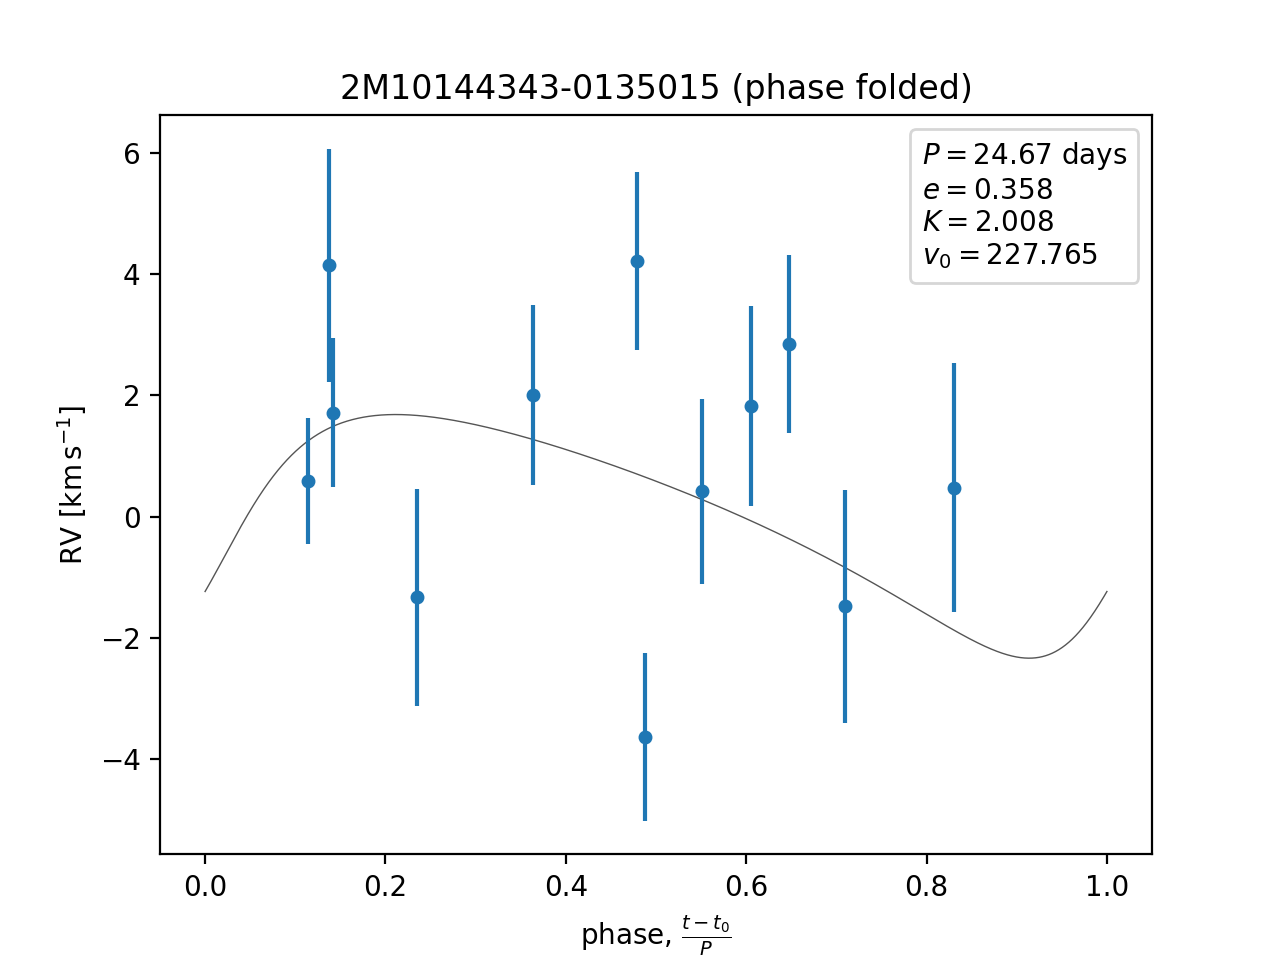 2M10144343-0135015 (phase folded)
P = 24.67 days
e = 0.358
K = 2.008
v₀ = 227.765
6
4
2
0
−2
−4
RV [km s⁻¹]
0.0 0.2 0.4 0.6 0.8 1.0
phase, (t − t₀)/P